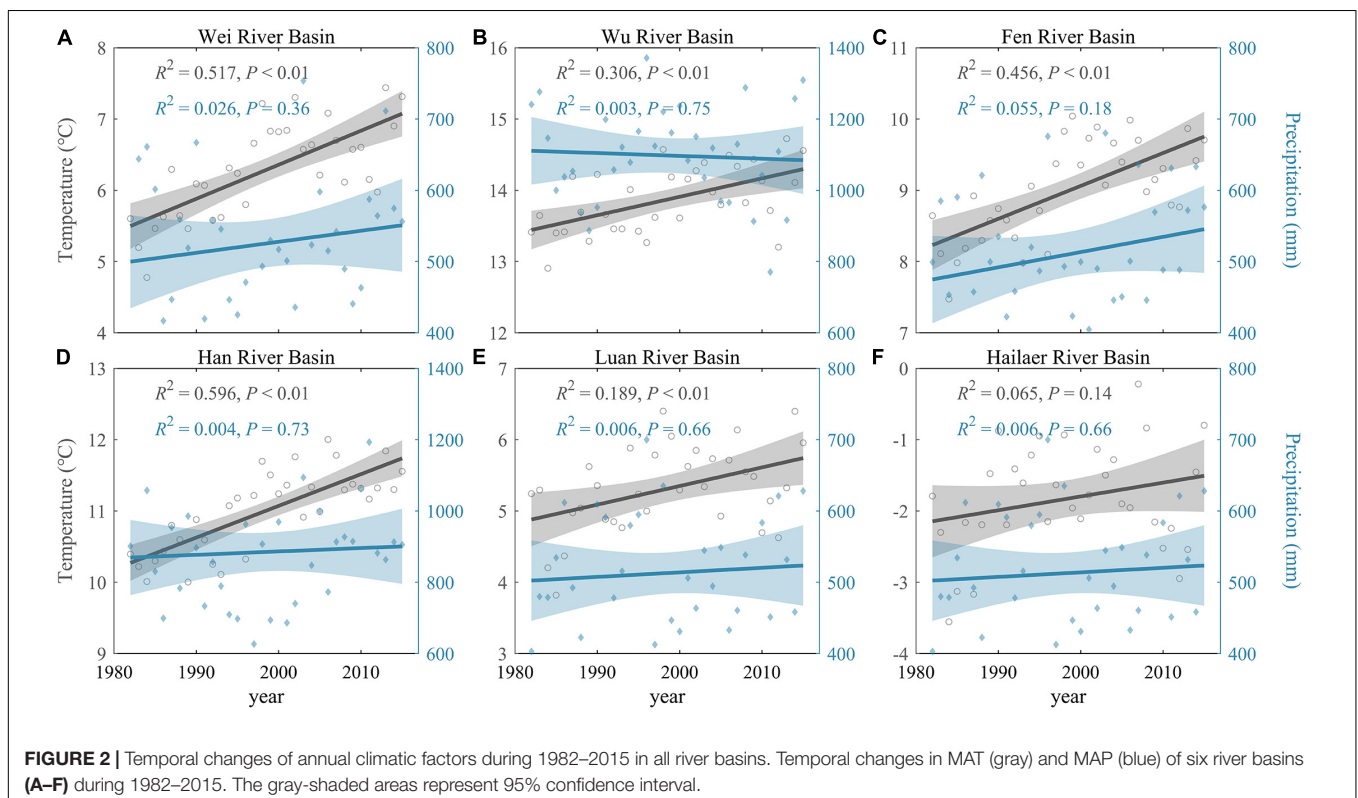 A Wei River Basin
8 800
R² = 0.517, P < 0.01
R² = 0.026, P = 0.36
7 700
6 600
5 500
4 400
Temperature (°C)
B Wu River Basin
16 1400
R² = 0.306, P < 0.01
R² = 0.003, P = 0.75
15 1200
14 1000
13 800
12 600
C Fen River Basin
11 800
R² = 0.456, P < 0.01
R² = 0.055, P = 0.18
10 700
9 600
8 500
7 400
Precipitation (mm)
D Han River Basin
13 1400
R² = 0.596, P < 0.01
R² = 0.004, P = 0.73
12 1200
11 1000
10 800
9 600
Temperature (°C)
1980 1990 2000 2010
year
E Luan River Basin
7 800
R² = 0.189, P < 0.01
R² = 0.006, P = 0.66
6 700
5 600
4 500
3 400
1980 1990 2000 2010
year
F Hailaer River Basin
0 800
R² = 0.065, P = 0.14
R² = 0.006, P = 0.66
-1 700
-2 600
-3 500
-4 400
Precipitation (mm)
1980 1990 2000 2010
year
FIGURE 2 | Temporal changes of annual climatic factors during 1982–2015 in all river basins. Temporal changes in MAT (gray) and MAP (blue) of six river basins
(A–F) during 1982–2015. The gray-shaded areas represent 95% confidence interval.